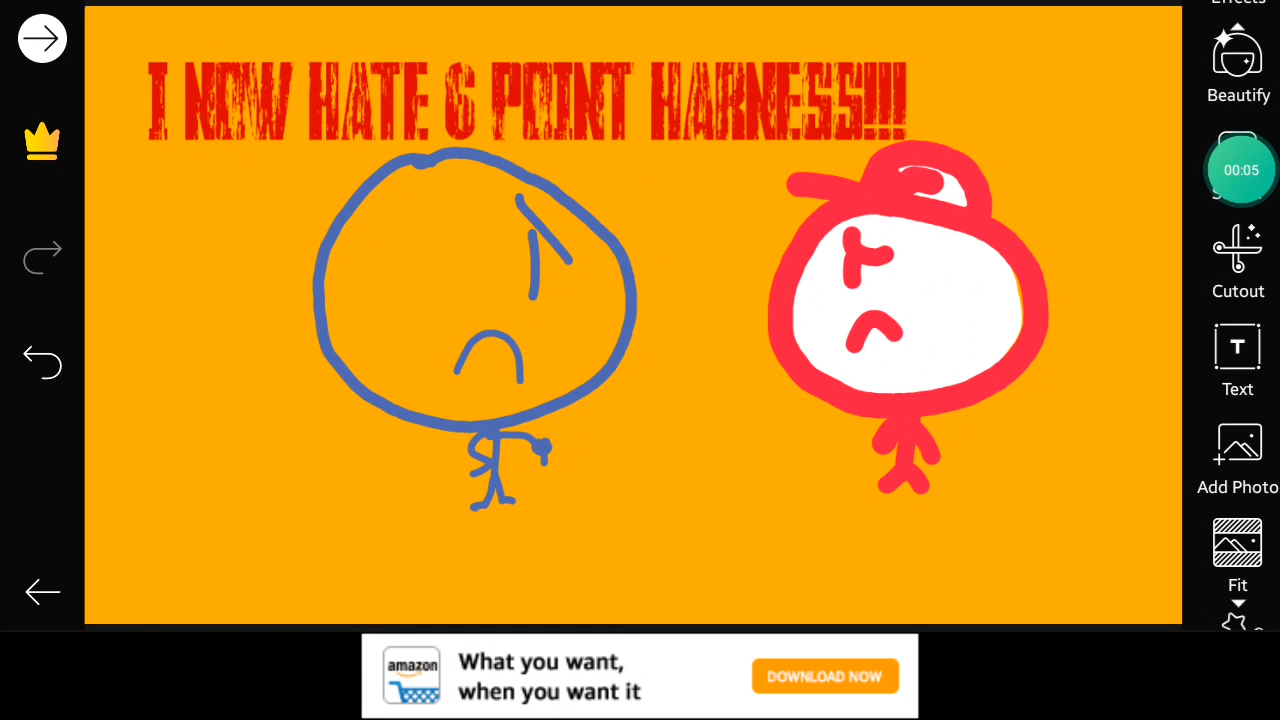 Effects
Beautify
00:05
I NOW HATE 6 POINT HARNESS!!!
Cutout
Text
Add Photo
Fit
amazon
What you want,
when you want it
DOWNLOAD NOW